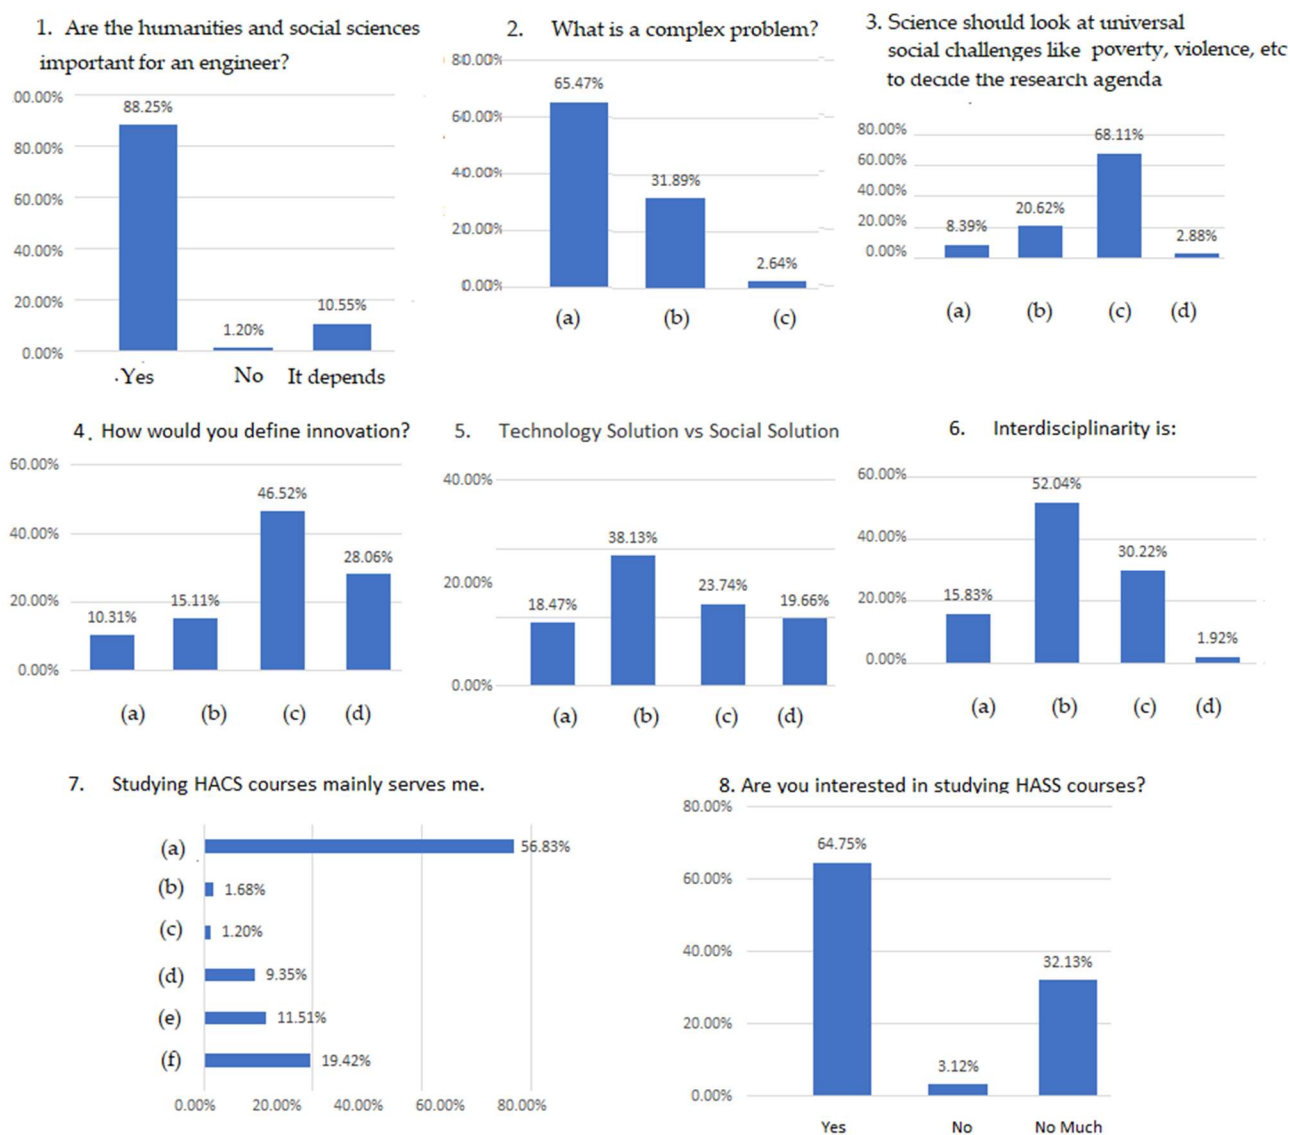 1. Are the humanities and social sciences
important for an engineer?
00.00%
80.00%
60.00%
40.00%
20.00%
0.00%
88.25%
1.20%
10.55%
Yes No It depends
2. What is a complex problem?
80.00%
60.00%
40.00%
20.00%
0.00%
65.47%
31.89%
2.64%
(a) (b) (c)
3. Science should look at universal
social challenges like poverty, violence, etc
to decide the research agenda
80.00%
60.00%
40.00%
20.00%
0.00%
8.39%
20.62%
68.11%
2.88%
(a) (b) (c) (d)
4. How would you define innovation?
60.00%
40.00%
20.00%
0.00%
10.31%
15.11%
46.52%
28.06%
(a) (b) (c) (d)
5. Technology Solution vs Social Solution
40.00%
20.00%
0.00%
18.47%
38.13%
23.74%
19.66%
(a) (b) (c) (d)
6. Interdisciplinarity is:
60.00%
40.00%
20.00%
0.00%
15.83%
52.04%
30.22%
1.92%
(a) (b) (c) (d)
7. Studying HACS courses mainly serves me.
(a) 56.83%
(b) 1.68%
(c) 1.20%
(d) 9.35%
(e) 11.51%
(f) 19.42%
0.00% 20.00% 40.00% 60.00% 80.00%
8. Are you interested in studying HASS courses?
80.00%
60.00%
40.00%
20.00%
0.00%
64.75%
3.12%
32.13%
Yes No No Much